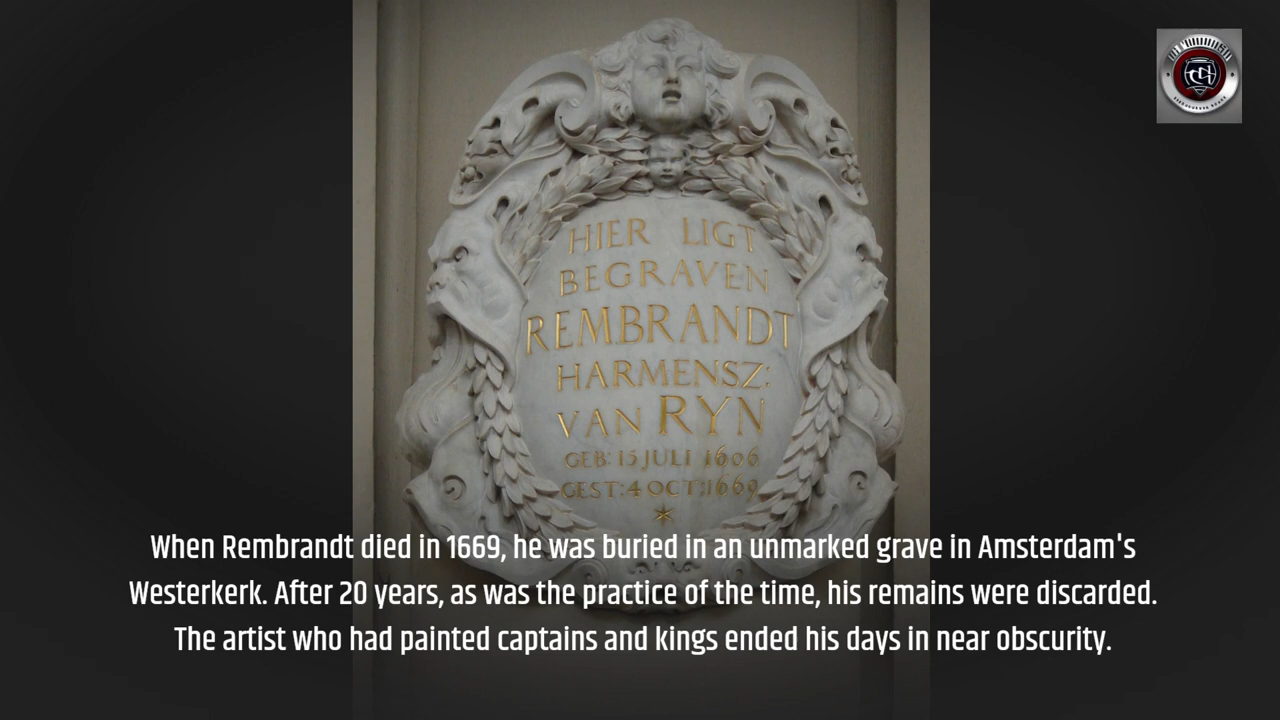 HIER LIGT
BEGRAVEN
REMBRANDT
HARMENSZ:
VAN RYN
GEB: 15 JULI 1606
GEST: 4 OCT: 1669
When Rembrandt died in 1669, he was buried in an unmarked grave in Amsterdam's
Westerkerk. After 20 years, as was the practice of the time, his remains were discarded.
The artist who had painted captains and kings ended his days in near obscurity.